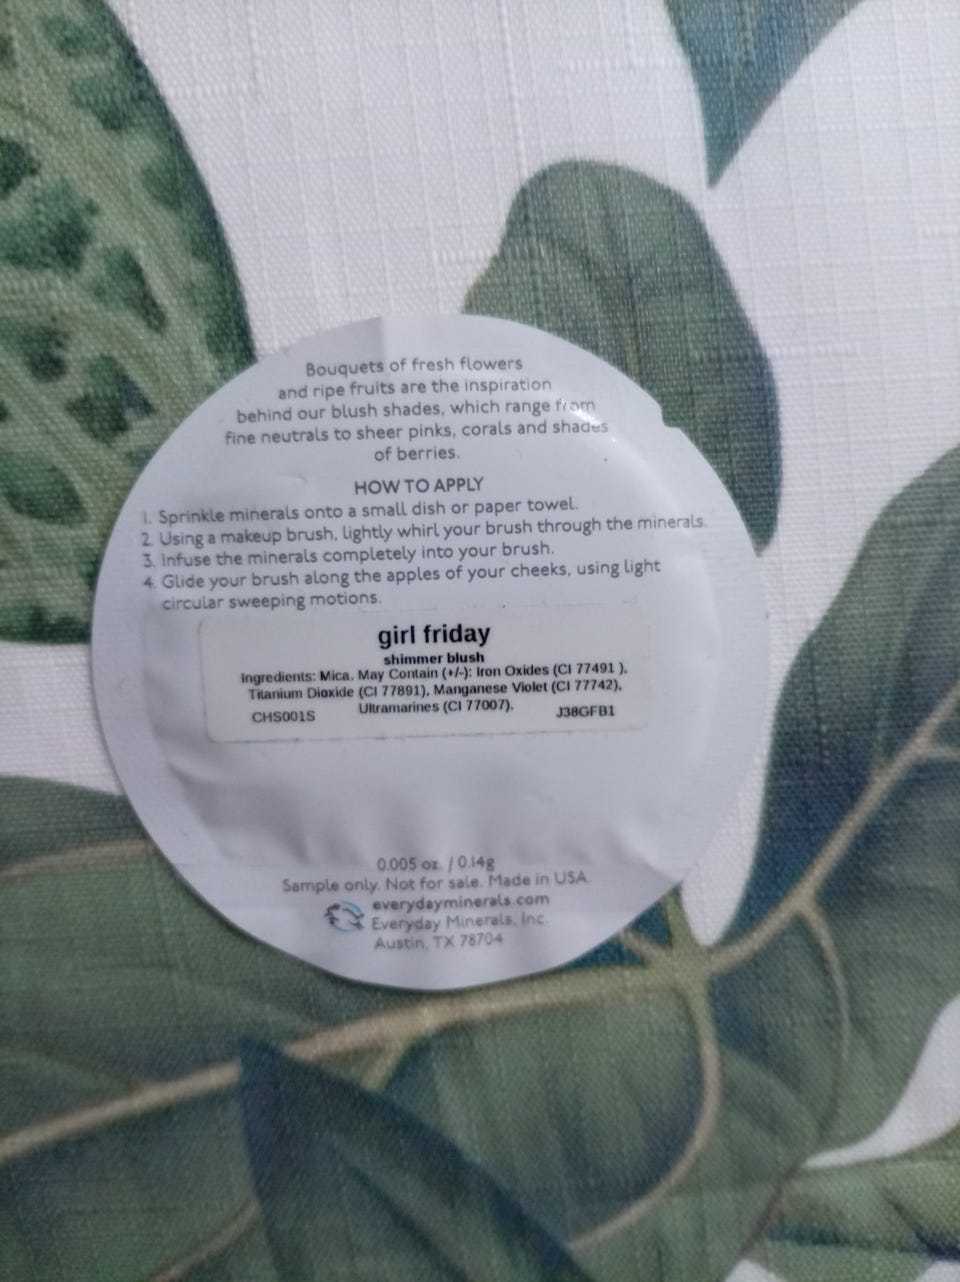 Bouquets of fresh flowers
and ripe fruits are the inspiration
behind our blush shades, which range from
fine neutrals to sheer pinks, corals and shades
of berries.
HOW TO APPLY
1. Sprinkle minerals onto a small dish or paper towel.
2. Using a makeup brush, lightly whirl your brush through the minerals.
3. Infuse the minerals completely into your brush.
4. Glide your brush along the apples of your cheeks, using light
circular sweeping motions.
girl friday
shimmer blush
Ingredients: Mica. May Contain (+/-): Iron Oxides (CI 77491 ),
Titanium Dioxide (CI 77891), Manganese Violet (CI 77742),
Ultramarines (CI 77007).
CHS001S J38GFB1
0.005 oz. / 0.14g
Sample only. Not for sale. Made in USA.
everydayminerals.com
Everyday Minerals, Inc.
Austin, TX 78704